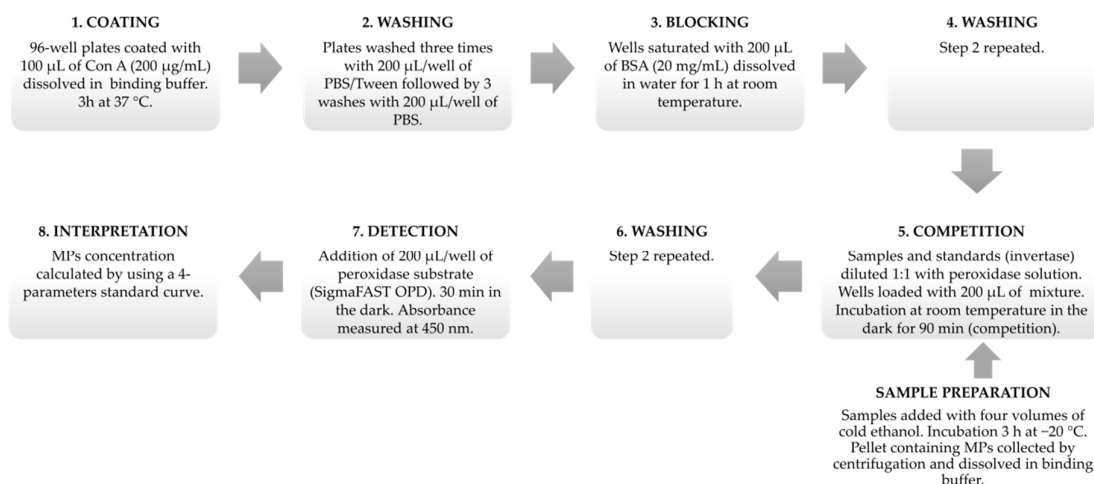 1. COATING
96-well plates coated with
100 µL of Con A (200 µg/mL)
dissolved in binding buffer.
3h at 37 °C.
2. WASHING
Plates washed three times
with 200 µL/well of
PBS/Tween followed by 3
washes with 200 µL/well of
PBS.
3. BLOCKING
Wells saturated with 200 µL
of BSA (20 mg/mL) dissolved
in water for 1 h at room
temperature.
4. WASHING
Step 2 repeated.
5. COMPETITION
Samples and standards (invertase)
diluted 1:1 with peroxidase solution.
Wells loaded with 200 µL of mixture.
Incubation at room temperature in the
dark for 90 min (competition).
SAMPLE PREPARATION
Samples added with four volumes of
cold ethanol. Incubation 3 h at −20 °C.
Pellet containing MPs collected by
centrifugation and dissolved in binding
buffer.
6. WASHING
Step 2 repeated.
7. DETECTION
Addition of 200 µL/well of
peroxidase substrate
(SigmaFAST OPD). 30 min in
the dark. Absorbance
measured at 450 nm.
8. INTERPRETATION
MPs concentration
calculated by using a 4-
parameters standard curve.